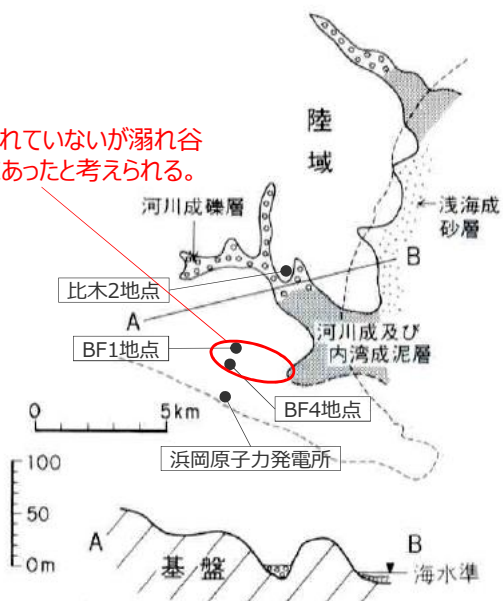 れていないが溺れ谷
あったと考えられる。
陸域
河川成礫層
浅海成
砂層
比木2地点
B
A
河川成及び
内湾成泥層
BF1地点
BF4地点
0 5km
浜岡原子力発電所
100
50
0m
A
B
基盤
海水準